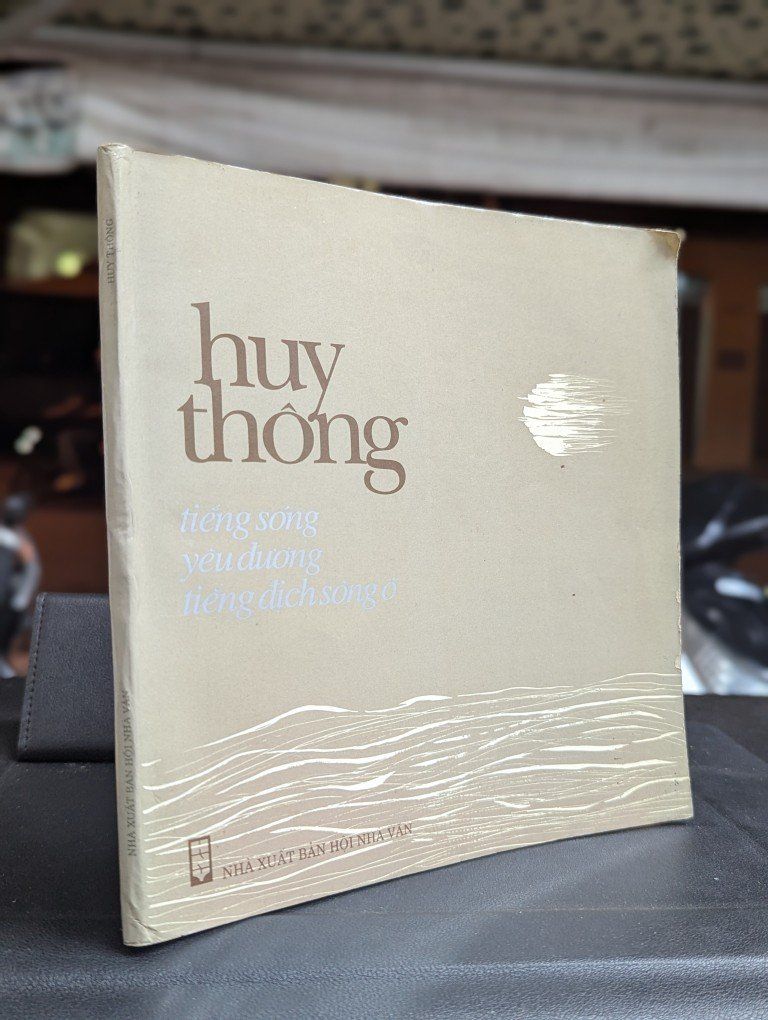 huy
thông
tiếng sóng
yêu đương
tiếng địch sông ô
NHÀ XUẤT BẢN HỘI NHÀ VĂN
HUY THÔNG
NHÀ XUẤT BẢN HỘI NHÀ VĂN